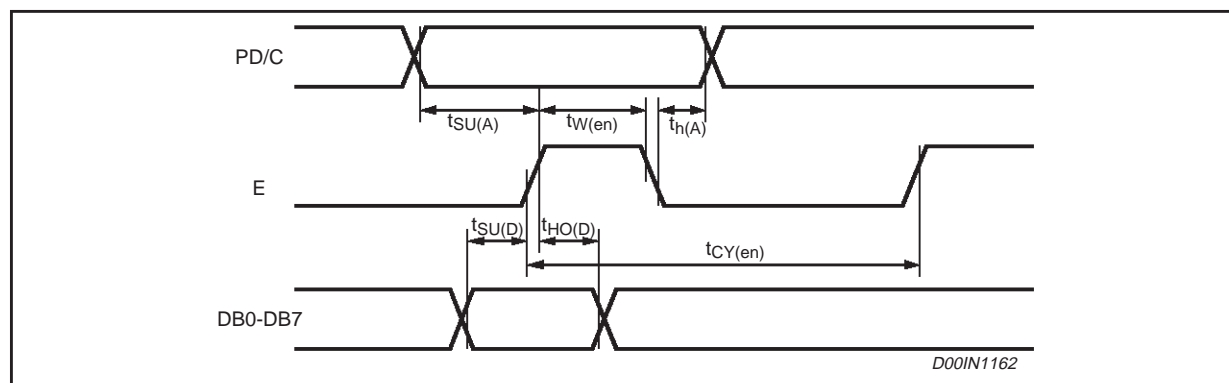 PD/C
tSU(A) tW(en) th(A)
E
tSU(D) tHO(D)
tCY(en)
DB0-DB7
D00IN1162